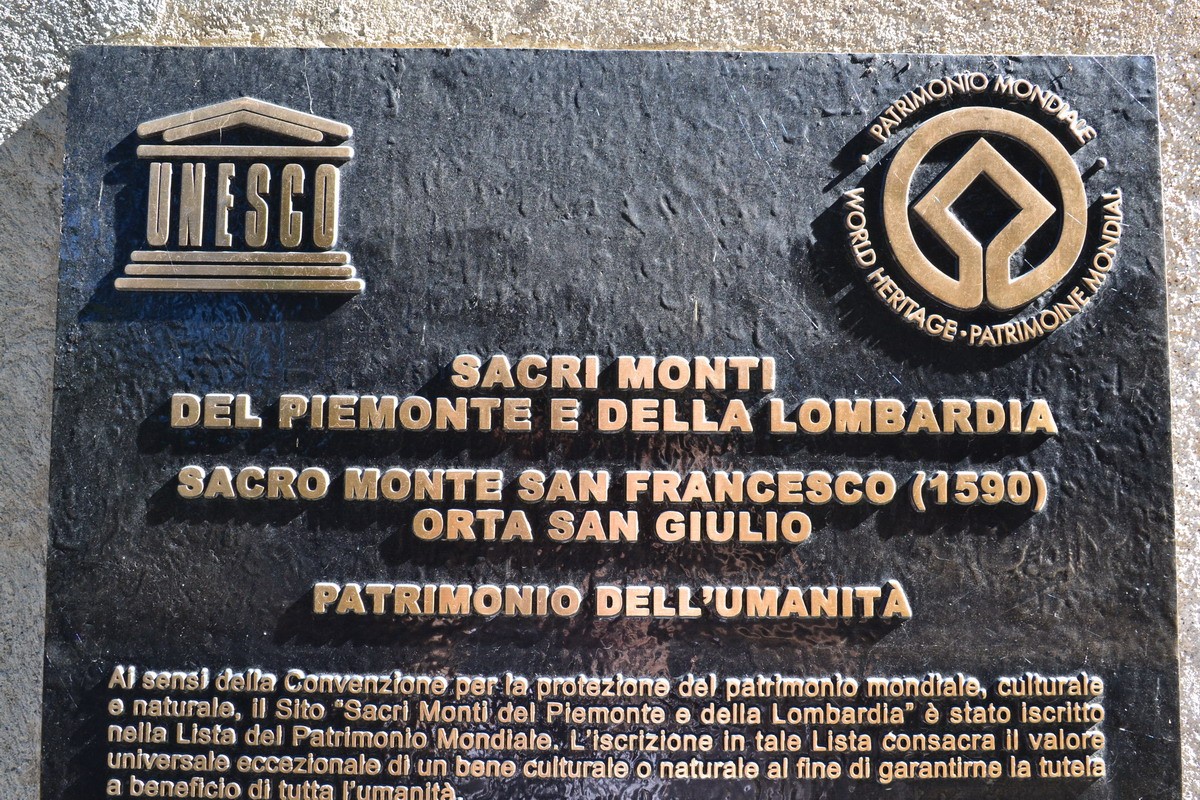 UNESCO
PATRIMONIO MONDIALE
WORLD HERITAGE • PATRIMOINE MONDIAL
SACRI MONTI
DEL PIEMONTE E DELLA LOMBARDIA
SACRO MONTE SAN FRANCESCO (1590)
ORTA SAN GIULIO
PATRIMONIO DELL'UMANITÀ
Ai sensi della Convenzione per la protezione del patrimonio mondiale, culturale
e naturale, il Sito "Sacri Monti del Piemonte e della Lombardia" è stato iscritto
nella Lista del Patrimonio Mondiale. L'iscrizione in tale Lista consacra il valore
universale eccezionale di un bene culturale o naturale al fine di garantirne la tutela
a beneficio di tutta l'umanità.